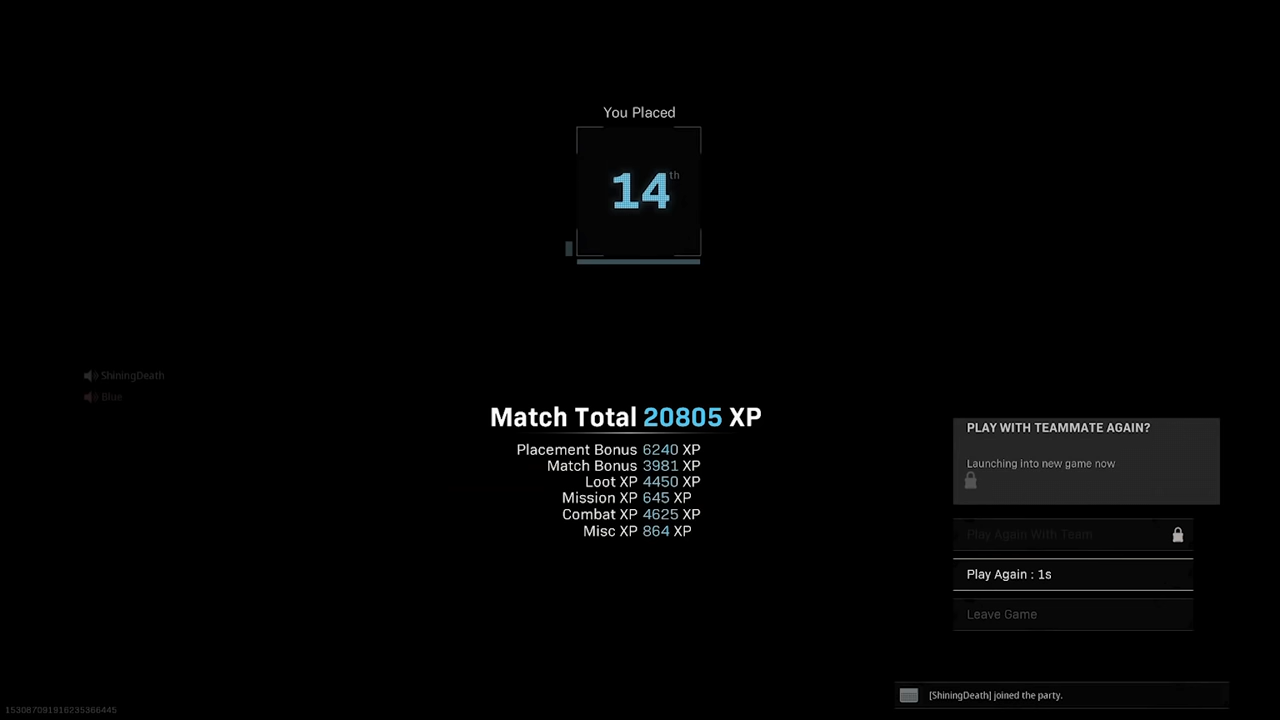 You Placed
14th
ShiningDeath
Blue
Match Total 20805 XP
Placement Bonus 6240 XP
Match Bonus 3981 XP
Loot XP 4450 XP
Mission XP 645 XP
Combat XP 4625 XP
Misc XP 864 XP
PLAY WITH TEAMMATE AGAIN?
Launching into new game now
Play Again With Team
Play Again : 1s
Leave Game
[ShiningDeath] joined the party.